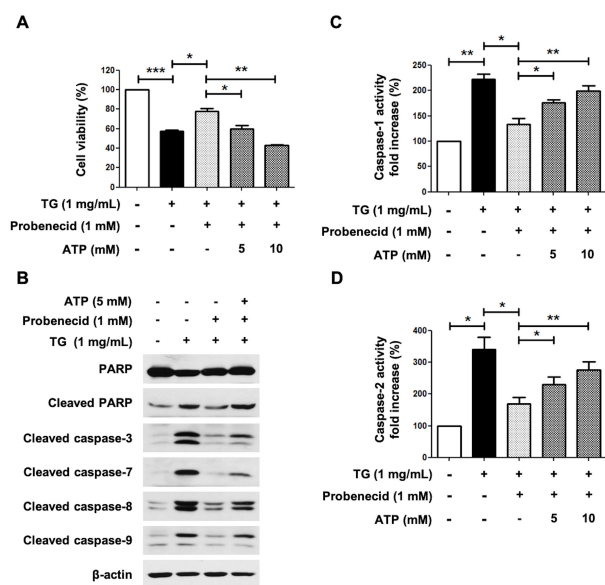 A
Cell viability (%)
120
100
80
60
40
20
0
***
*
*
**
TG (1 mg/mL) - + + + +
Probenecid (1 mM) - - + + +
ATP (mM) - - - 5 10
B
ATP (5 mM) - - - +
Probenecid (1 mM) - - + +
TG (1 mg/mL) - + + +
PARP
Cleaved PARP
Cleaved caspase-3
Cleaved caspase-7
Cleaved caspase-8
Cleaved caspase-9
β-actin
C
Caspase-1 activity
fold increase (%)
250
200
150
100
50
0
**
*
*
**
TG (1 mg/mL) - + + + +
Probenecid (1 mM) - - + + +
ATP (mM) - - - 5 10
D
Caspase-2 activity
fold increase (%)
400
300
200
100
0
*
*
*
**
TG (1 mg/mL) - + + + +
Probenecid (1 mM) - - + + +
ATP (mM) - - - 5 10